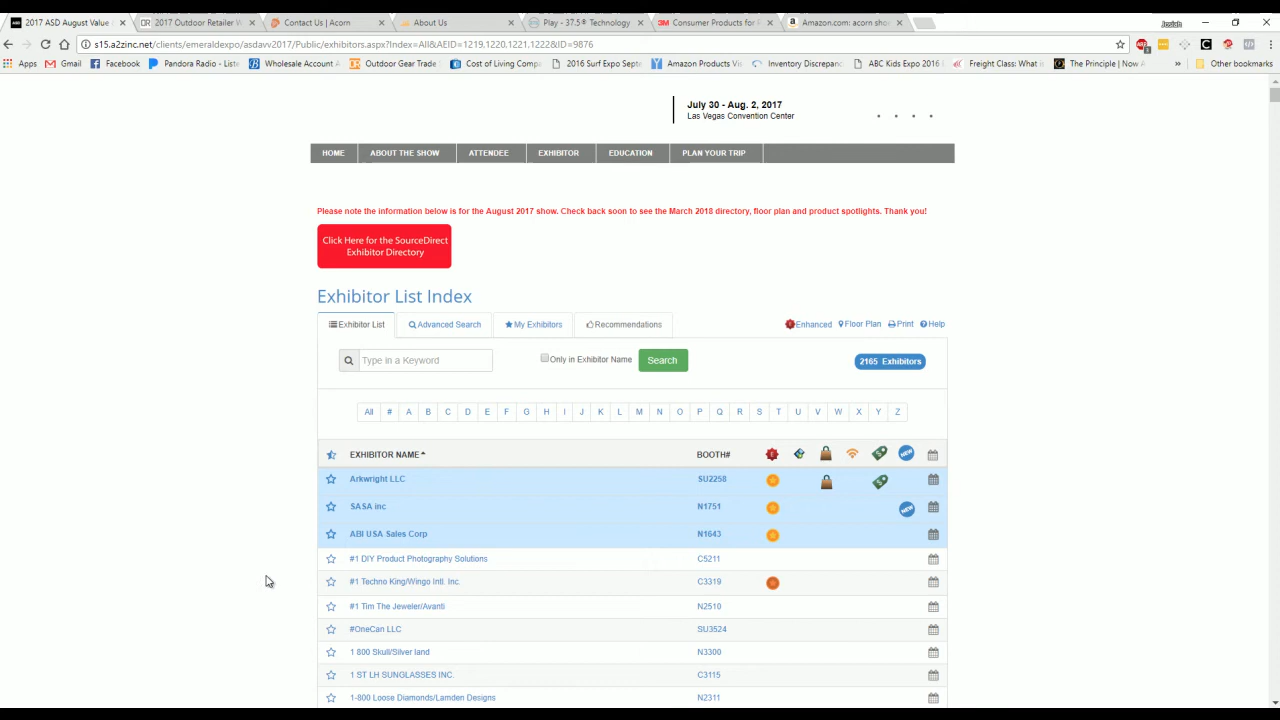 2017 ASD August Value
2017 Outdoor Retailer W
Contact Us | Acorn
About Us
Play - 37.5® Technology
Consumer Products for F
Amazon.com: acorn sho
s15.a2zinc.net/clients/emeraldexpo/asdavv2017/Public/exhibitors.aspx?Index=All&AEID=1219,1220,1221,1222&ID=9876
Apps Gmail Facebook Pandora Radio - Liste Wholesale Account A Outdoor Gear Trade Cost of Living Comp 2016 Surf Expo Septe Amazon Products Vi Inventory Discrepanc ABC Kids Expo 2016 Freight Class: What i The Principle | Now A » Other bookmarks
July 30 - Aug. 2, 2017
Las Vegas Convention Center
HOME ABOUT THE SHOW ATTENDEE EXHIBITOR EDUCATION PLAN YOUR TRIP
Please note the information below is for the August 2017 show. Check back soon to see the March 2018 directory, floor plan and product spotlights. Thank you!
Click Here for the SourceDirect
Exhibitor Directory
Exhibitor List Index
Exhibitor List Advanced Search My Exhibitors Recommendations Enhanced Floor Plan Print Help
Type in a Keyword Only in Exhibitor Name Search 2165 Exhibitors
All # A B C D E F G H I J K L M N O P Q R S T U V W X Y Z
EXHIBITOR NAME BOOTH# NEW
Arkwright LLC SU2258
SASA inc N1751 NEW
ABI USA Sales Corp N1643
#1 DIY Product Photography Solutions C5211
#1 Techno King/Wingo Intl. Inc. C3319
#1 Tim The Jeweler/Avanti N2510
#OneCan LLC SU3524
1 800 Skull/Silver land N3300
1 ST LH SUNGLASSES INC. C3115
1-800 Loose Diamonds/Lamden Designs N2311